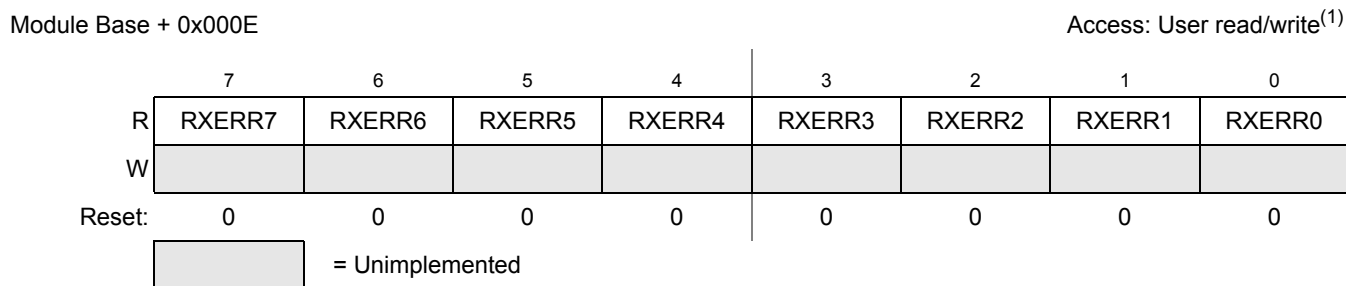 Module Base + 0x000E Access: User read/write(1)
7 6 5 4 3 2 1 0
R RXERR7 RXERR6 RXERR5 RXERR4 RXERR3 RXERR2 RXERR1 RXERR0
W
Reset: 0 0 0 0 0 0 0 0
= Unimplemented